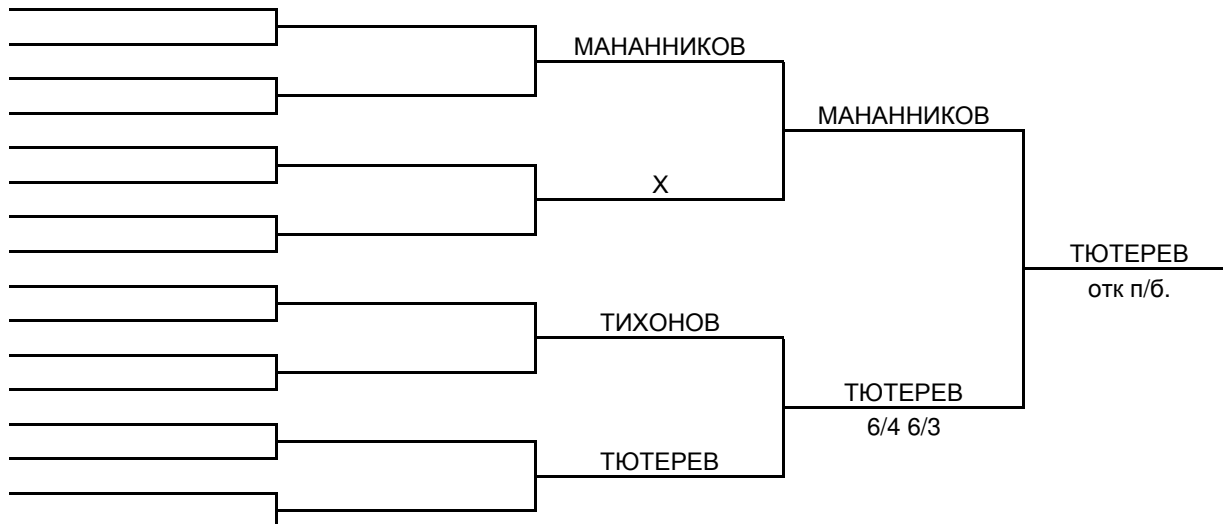 МАНАННИКОВ
МАНАННИКОВ
Х
ТЮТЕРЕВ
отк п/б.
ТИХОНОВ
ТЮТЕРЕВ
6/4 6/3
ТЮТЕРЕВ